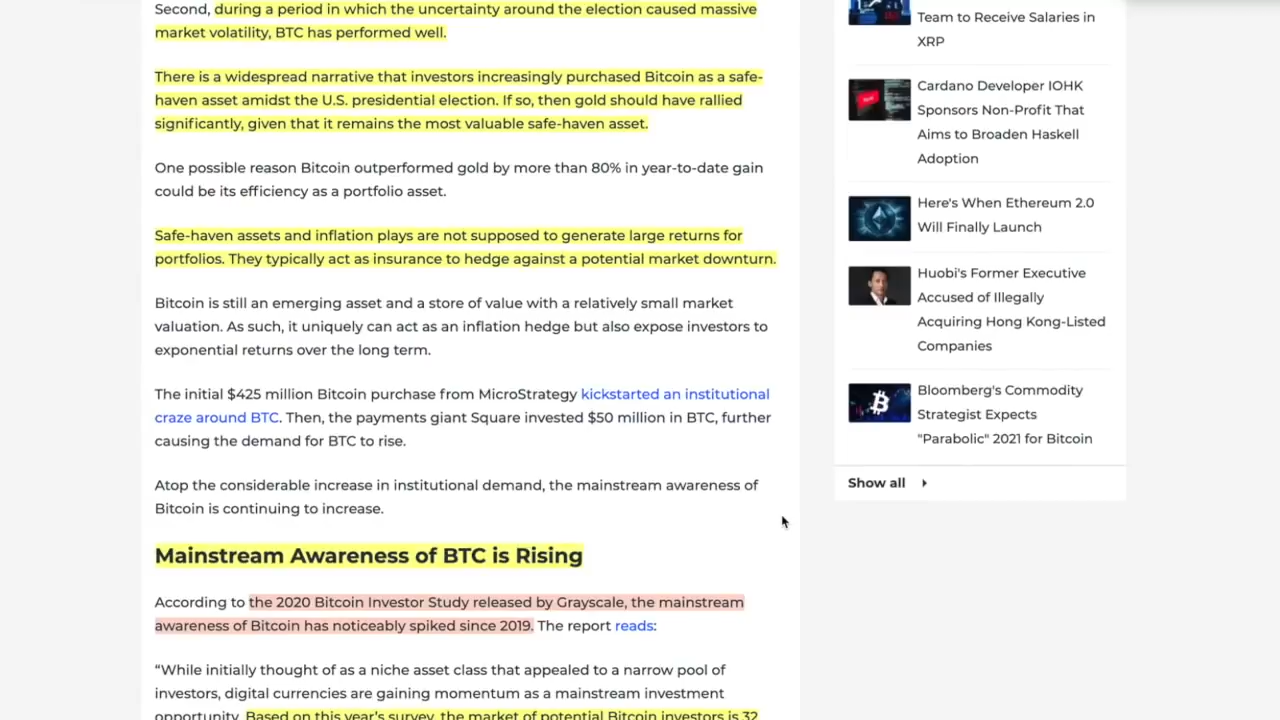 Second, during a period in which the uncertainty around the election caused massive
market volatility, BTC has performed well.
There is a widespread narrative that investors increasingly purchased Bitcoin as a safe-
haven asset amidst the U.S. presidential election. If so, then gold should have rallied
significantly, given that it remains the most valuable safe-haven asset.
One possible reason Bitcoin outperformed gold by more than 80% in year-to-date gain
could be its efficiency as a portfolio asset.
Safe-haven assets and inflation plays are not supposed to generate large returns for
portfolios. They typically act as insurance to hedge against a potential market downturn.
Bitcoin is still an emerging asset and a store of value with a relatively small market
valuation. As such, it uniquely can act as an inflation hedge but also expose investors to
exponential returns over the long term.
The initial $425 million Bitcoin purchase from MicroStrategy kickstarted an institutional
craze around BTC. Then, the payments giant Square invested $50 million in BTC, further
causing the demand for BTC to rise.
Atop the considerable increase in institutional demand, the mainstream awareness of
Bitcoin is continuing to increase.
Mainstream Awareness of BTC is Rising
According to the 2020 Bitcoin Investor Study released by Grayscale, the mainstream
awareness of Bitcoin has noticeably spiked since 2019. The report reads:
“While initially thought of as a niche asset class that appealed to a narrow pool of
investors, digital currencies are gaining momentum as a mainstream investment
opportunity. Based on this year's survey, the market of potential Bitcoin investors is 32
Team to Receive Salaries in
XRP
Cardano Developer IOHK
Sponsors Non-Profit That
Aims to Broaden Haskell
Adoption
Here's When Ethereum 2.0
Will Finally Launch
Huobi's Former Executive
Accused of Illegally
Acquiring Hong Kong-Listed
Companies
Bloomberg's Commodity
Strategist Expects
"Parabolic" 2021 for Bitcoin
Show all